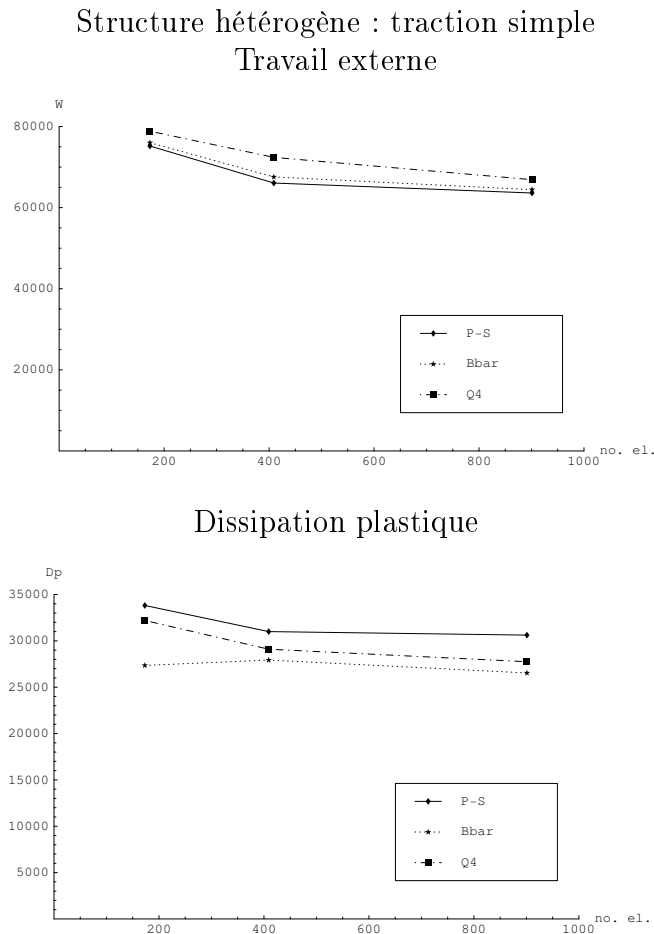 Structure hétérogène : traction simple
Travail externe
W
80000
60000
40000
20000
P-S
Bbar
Q4
200 400 600 800 1000 no. el.
Dissipation plastique
Dp
35000
30000
25000
20000
15000
10000
5000
P-S
Bbar
Q4
200 400 600 800 1000 no. el.